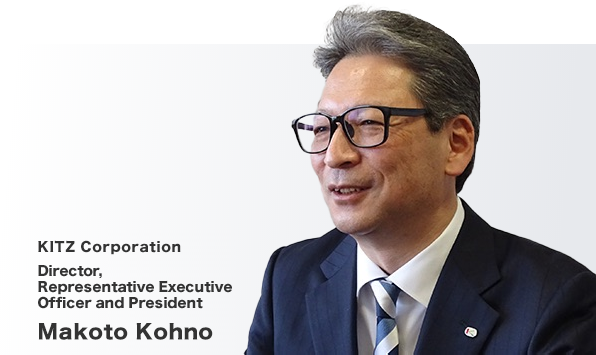 KITZ Corporation
Director,
Representative Executive
Officer and President
Makoto Kohno